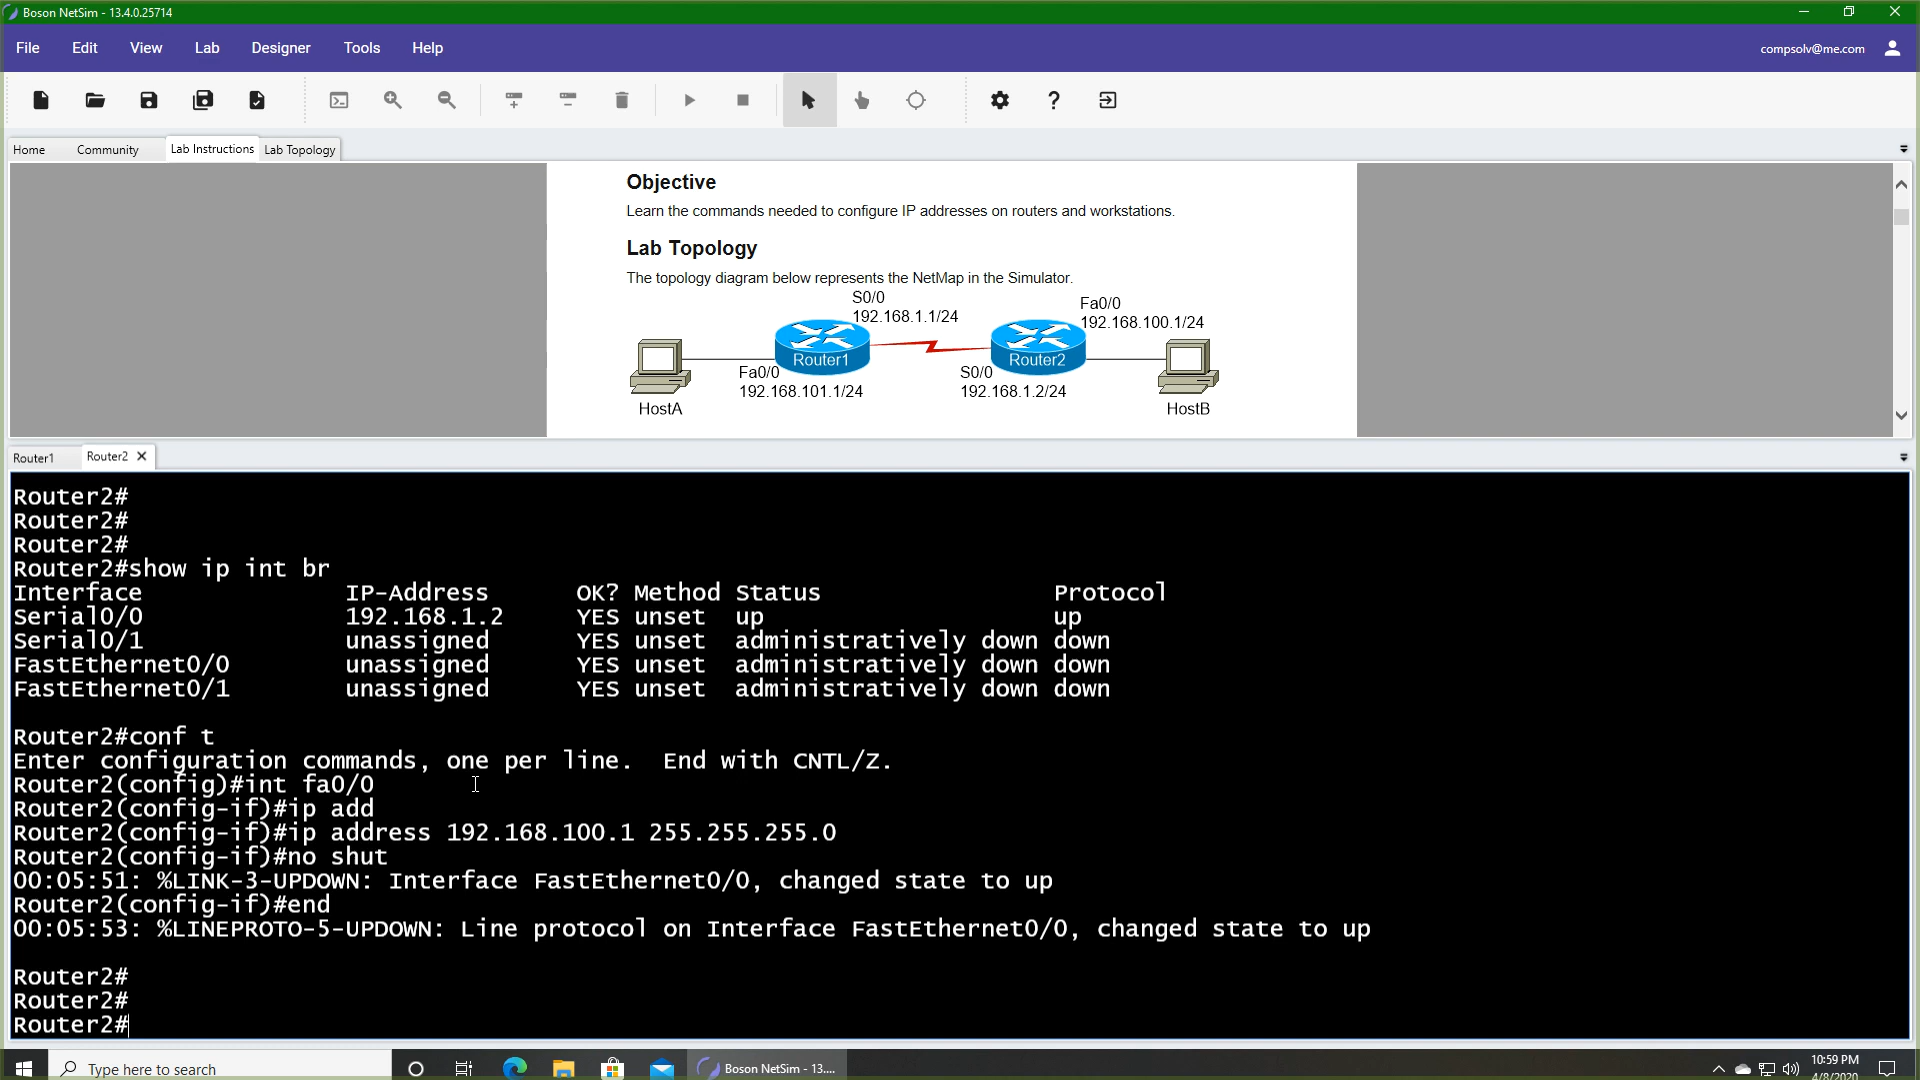 Boson NetSim - 13.4.0.25714
File Edit View Lab Designer Tools Help compsolv@me.com
Home Community Lab Instructions Lab Topology
Objective
Learn the commands needed to configure IP addresses on routers and workstations.
Lab Topology
The topology diagram below represents the NetMap in the Simulator.
S0/0
192.168.1.1/24
Fa0/0
192.168.100.1/24
Router1
Router2
Fa0/0
192.168.101.1/24
S0/0
192.168.1.2/24
HostA
HostB
Router1 Router2
Router2#
Router2#
Router2#
Router2#show ip int br
Interface IP-Address OK? Method Status Protocol
Serial0/0 192.168.1.2 YES unset up up
Serial0/1 unassigned YES unset administratively down down
FastEthernet0/0 unassigned YES unset administratively down down
FastEthernet0/1 unassigned YES unset administratively down down
Router2#conf t
Enter configuration commands, one per line. End with CNTL/Z.
Router2(config)#int fa0/0
Router2(config-if)#ip add
Router2(config-if)#ip address 192.168.100.1 255.255.255.0
Router2(config-if)#no shut
00:05:51: %LINK-3-UPDOWN: Interface FastEthernet0/0, changed state to up
Router2(config-if)#end
00:05:53: %LINEPROTO-5-UPDOWN: Line protocol on Interface FastEthernet0/0, changed state to up
Router2#
Router2#
Router2#
Type here to search
Boson NetSim - 13....
10:59 PM
4/8/2020